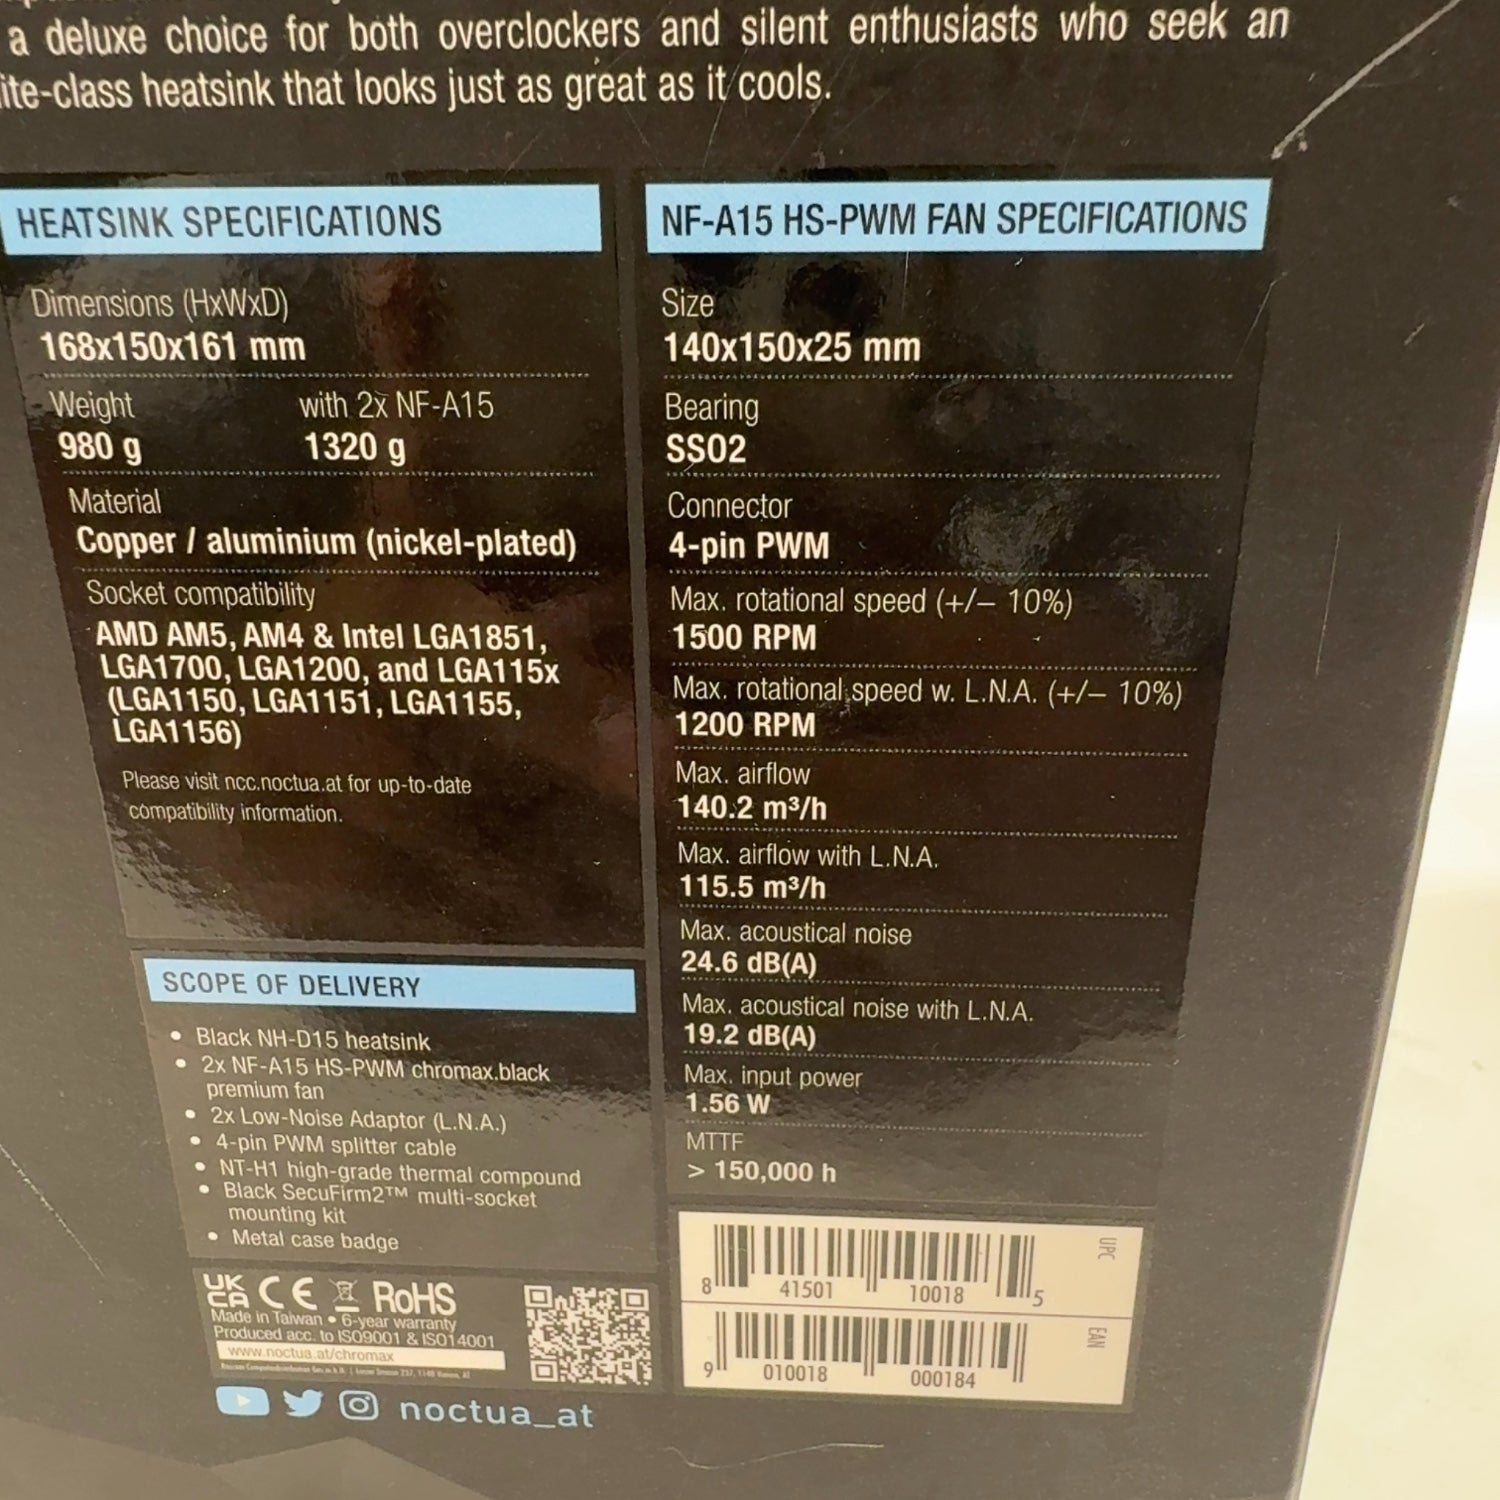 a deluxe choice for both overclockers and silent enthusiasts who seek an
ite-class heatsink that looks just as great as it cools.
HEATSINK SPECIFICATIONS
Dimensions (HxWxD)
168x150x161 mm
Weight with 2x NF-A15
980 g 1320 g
Material
Copper / aluminium (nickel-plated)
Socket compatibility
AMD AM5, AM4 & Intel LGA1851,
LGA1700, LGA1200, and LGA115x
(LGA1150, LGA1151, LGA1155,
LGA1156)
Please visit ncc.noctua.at for up-to-date
compatibility information.
SCOPE OF DELIVERY
• Black NH-D15 heatsink
• 2x NF-A15 HS-PWM chromax.black
premium fan
• 2x Low-Noise Adaptor (L.N.A.)
• 4-pin PWM splitter cable
• NT-H1 high-grade thermal compound
• Black SecuFirm2™ multi-socket
mounting kit
• Metal case badge
UK
CA CE RoHS
Made in Taiwan • 6-year warranty
Produced acc. to ISO9001 & ISO14001
www.noctua.at/chromax
noctua_at
NF-A15 HS-PWM FAN SPECIFICATIONS
Size
140x150x25 mm
Bearing
SSO2
Connector
4-pin PWM
Max. rotational speed (+/– 10%)
1500 RPM
Max. rotational speed w. L.N.A. (+/– 10%)
1200 RPM
Max. airflow
140.2 m³/h
Max. airflow with L.N.A.
115.5 m³/h
Max. acoustical noise
24.6 dB(A)
Max. acoustical noise with L.N.A.
19.2 dB(A)
Max. input power
1.56 W
MTTF
> 150,000 h
UPC
8 41501 10018 5
EAN
9 010018 000184